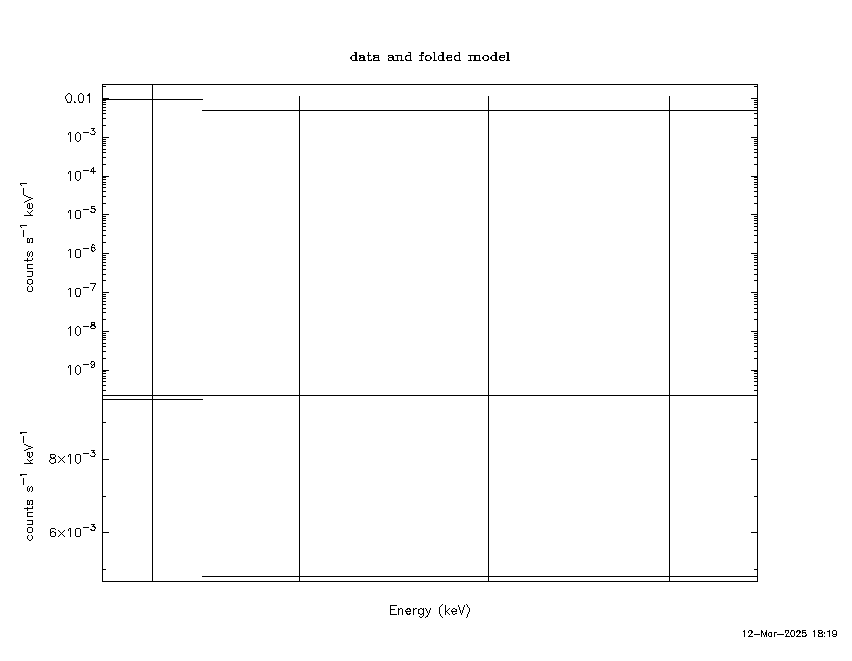 data and folded model
0.01
10⁻³
10⁻⁴
10⁻⁵
10⁻⁶
10⁻⁷
10⁻⁸
10⁻⁹
counts s⁻¹ keV⁻¹
8×10⁻³
6×10⁻³
counts s⁻¹ keV⁻¹
Energy (keV)
12-Mar-2025 18:19